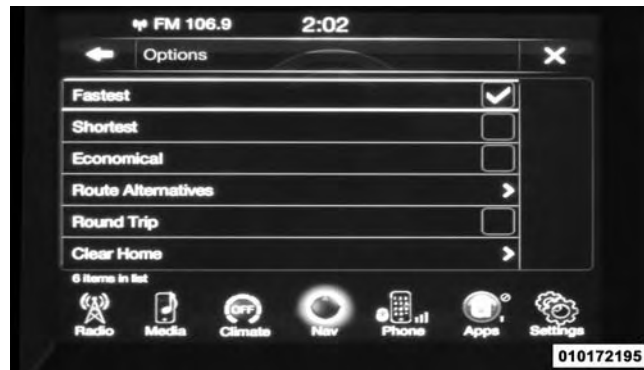 FM 106.9 2:02
Options
Fastest
Shortest
Economical
Route Alternatives
Round Trip
Clear Home
6 items in list
OFF
Radio Media Climate Nav Phone Apps Settings
010172195